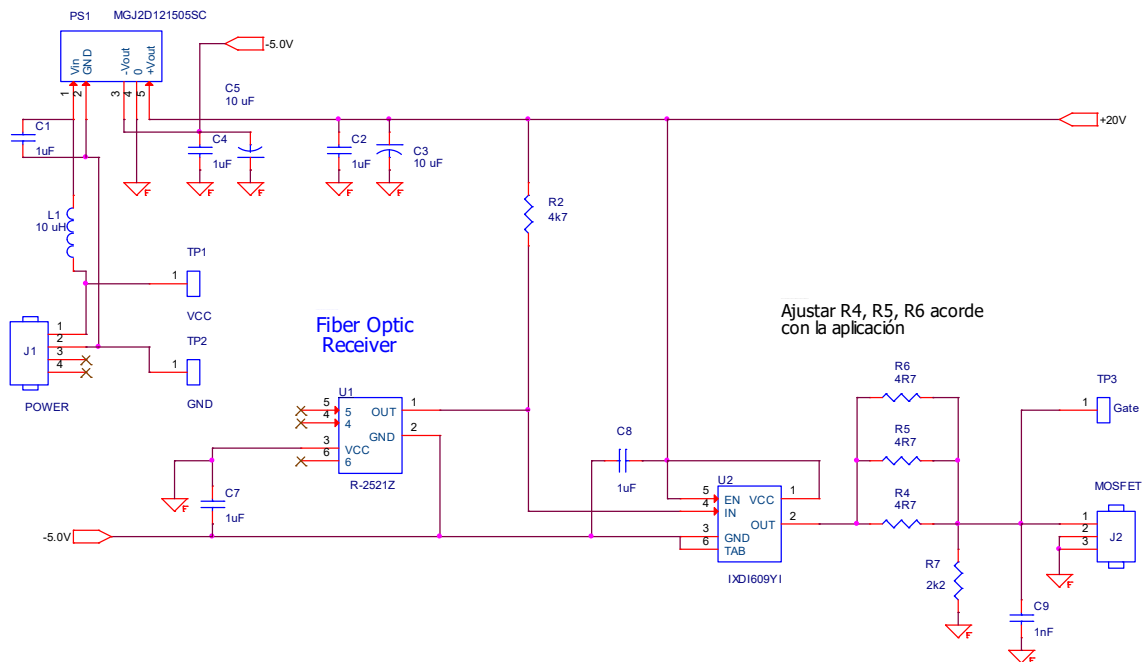 PS1 MGJ2D121505SC
-5.0V
Vin
GND
-Vout
0
+Vout
1
2
3
4
5
C5
10 uF
C1
1uF
C4
1uF
C2
1uF
C3
10 uF
+20V
F
F
F
F
F
R2
4k7
L1
10 uH
TP1
1
VCC
J1
1
2
3
4
POWER
TP2
1
GND
Fiber Optic
Receiver
Ajustar R4, R5, R6 acorde
con la aplicación
U1
5
4
3
6
5
4
VCC
6
OUT
GND
1
2
R-2521Z
F
C7
1uF
-5.0V
C8
1uF
U2
5
4
3
6
EN
IN
GND
TAB
VCC
OUT
1
2
IXDI609YI
R6
4R7
R5
4R7
R4
4R7
R7
2k2
F
TP3
1
Gate
MOSFET
1
2
3
J2
F
C9
1nF
F